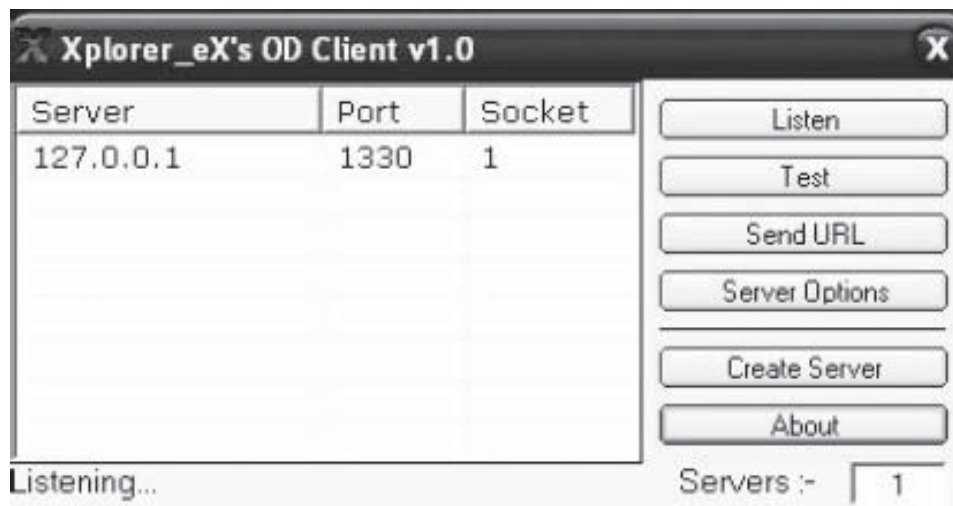 Xplorer_eX's OD Client v1.0
Server Port Socket
127.0.0.1 1330 1
Listen
Test
Send URL
Server Options
Create Server
About
Listening...
Servers :- 1